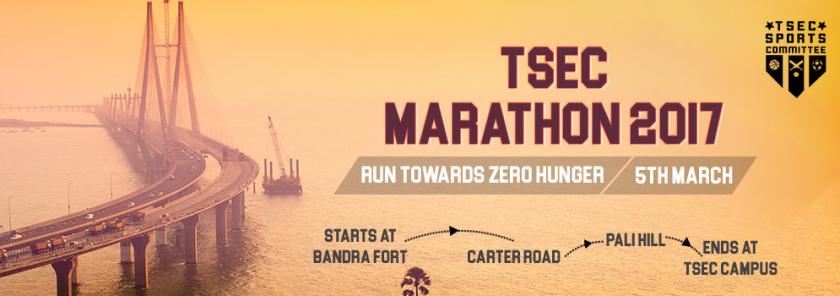 TSEC
SPORTS
COMMITTEE
TSEC
MARATHON 2017
RUN TOWARDS ZERO HUNGER / 5TH MARCH
STARTS AT
BANDRA FORT
CARTER ROAD
PALI HILL
ENDS AT
TSEC CAMPUS